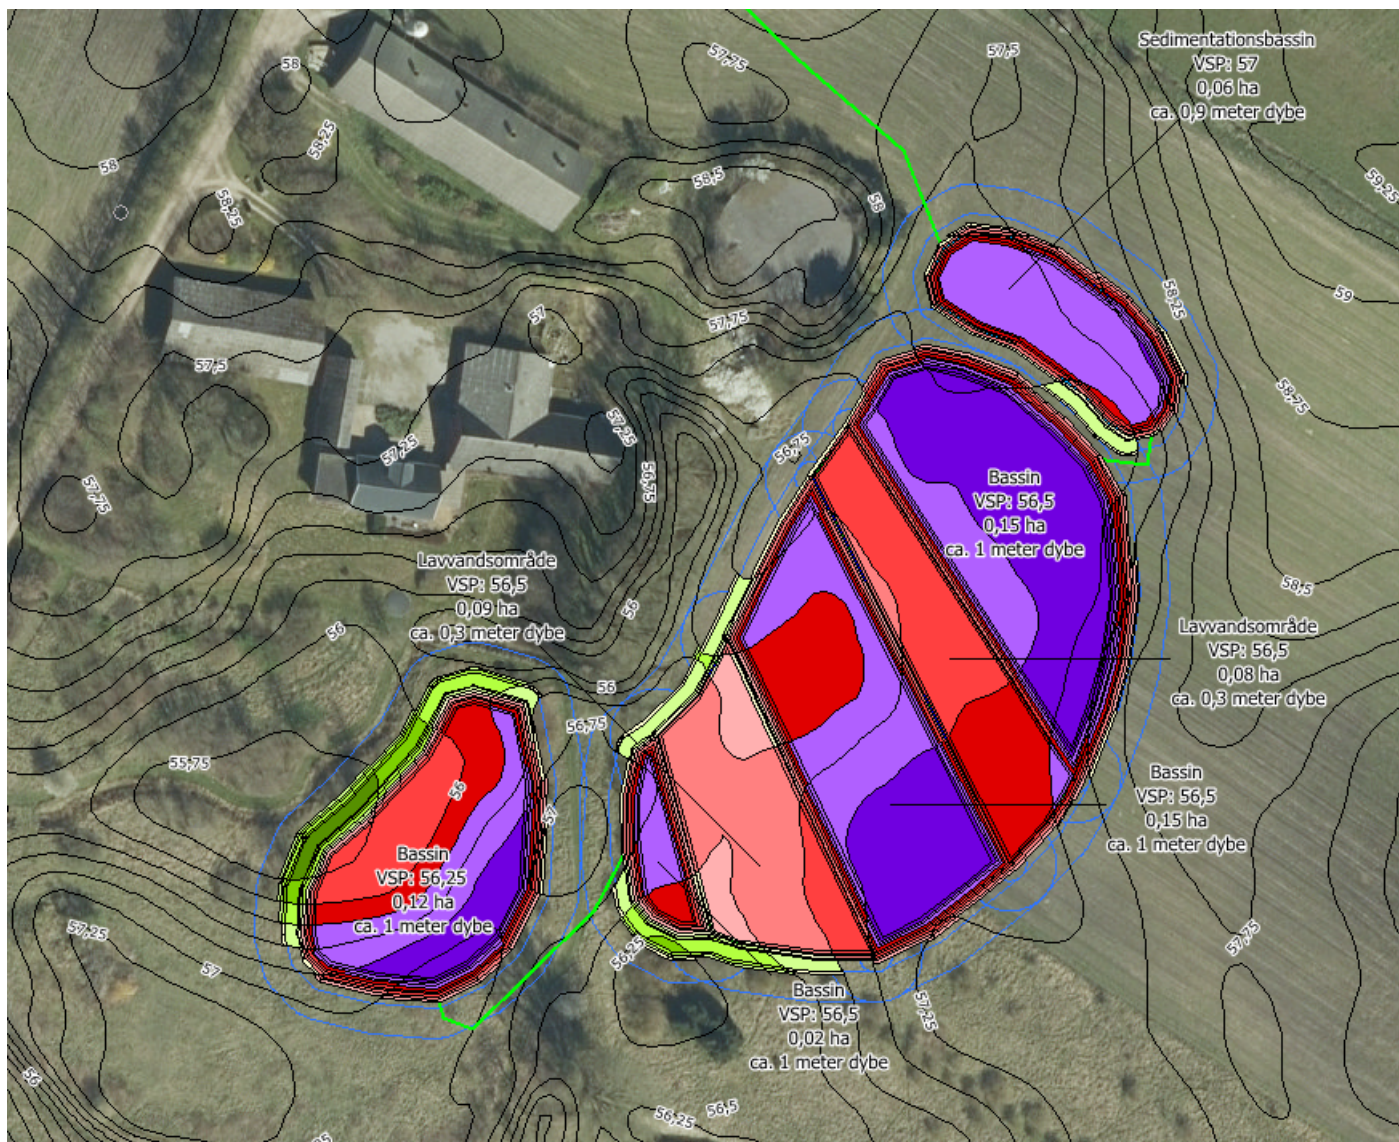 Sedimentationsbassin
VSP: 57
0,06 ha
ca. 0,9 meter dybe
57,5
57,75
58
58,25
58
58,25
58,5
58
59,25
59
58,25
57
57,75
57,5
58,75
57,25
57,25
56,75
56,75
57,75
Bassin
VSP: 56,5
0,15 ha
ca. 1 meter dybe
Lavvandsområde
VSP: 56,5
0,09 ha
ca. 0,3 meter dybe
58,5
56
56
Lavvandsområde
VSP: 56,5
0,08 ha
ca. 0,3 meter dybe
56
56,75
55,75
56
57
Bassin
VSP: 56,5
0,15 ha
ca. 1 meter dybe
Bassin
VSP: 56,25
0,12 ha
ca. 1 meter dybe
57,25
57
56,25
57,75
57,25
Bassin
VSP: 56,5
0,02 ha
ca. 1 meter dybe
56
56,25
56,5